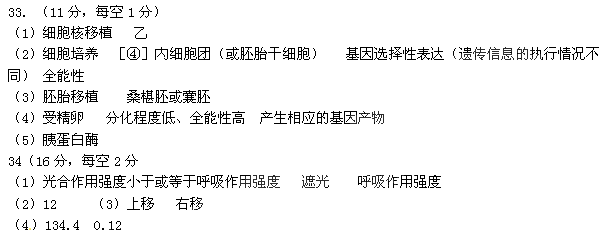 33. （11分，每空1分）
（1）细胞核移植    乙
（2）细胞培养  [④]内细胞团（或胚胎干细胞）    基因选择性表达（遗传信息的执行情况不
同） 全能性
（3）胚胎移植    桑椹胚或囊胚
（4）受精卵    分化程度低、全能性高  产生相应的基因产物
（5）胰蛋白酶
34（16分，每空2分
（1）光合作用强度小于或等于呼吸作用强度    遮光    呼吸作用强度
（2）12    （3）上移  右移
（4）134.4  0.12